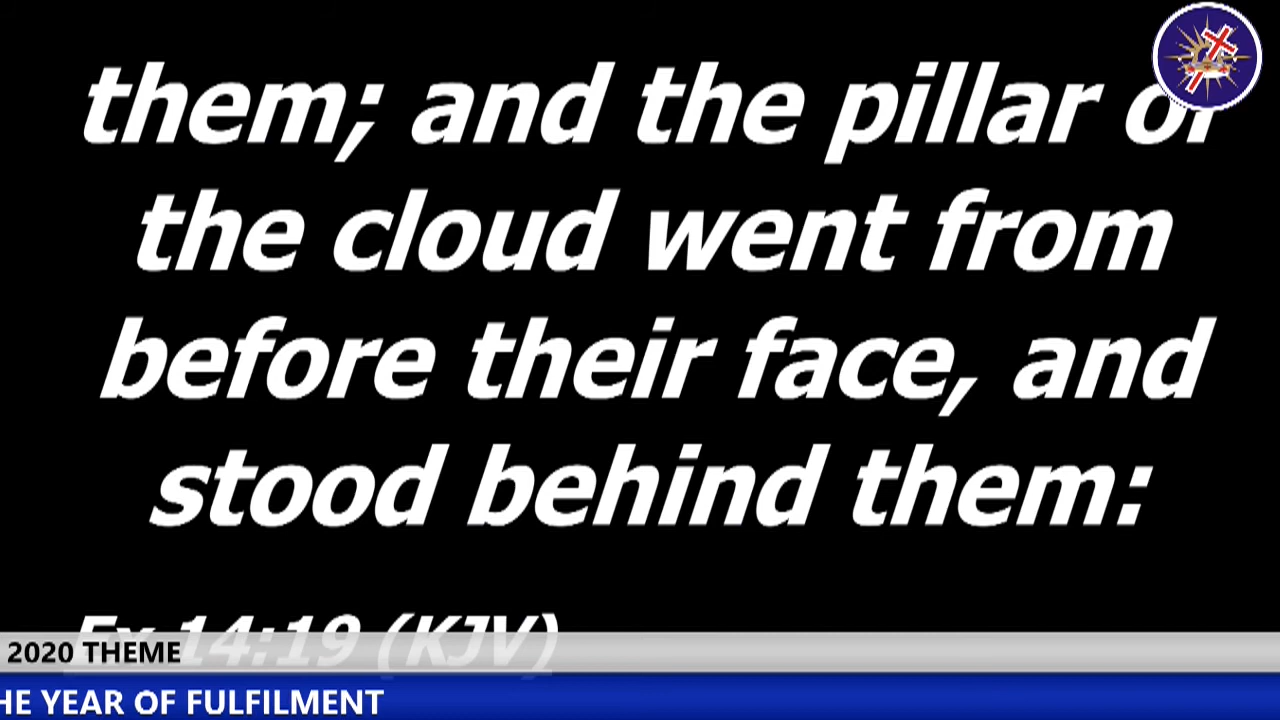 them; and the pillar of
the cloud went from
before their face, and
stood behind them:
Ex 14:19 (KJV)
2020 THEME
HE YEAR OF FULFILMENT